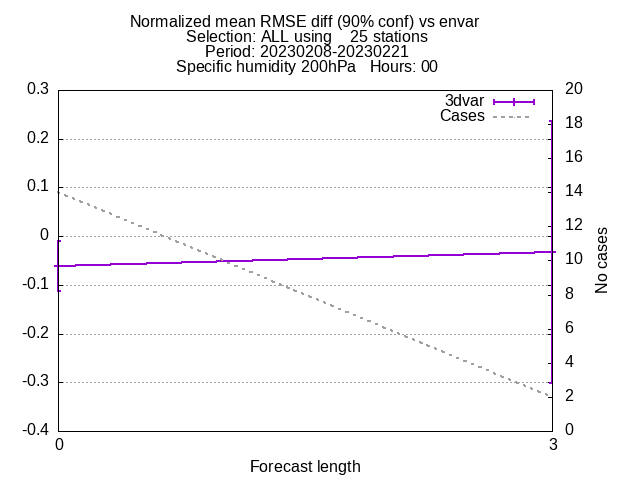 Normalized mean RMSE diff (90% conf) vs envar
Selection: ALL using    25 stations
Period: 20230208-20230221
Specific humidity 200hPa   Hours: 00
3dvar
Cases
0.3
0.2
0.1
0
-0.1
-0.2
-0.3
-0.4
20
18
16
14
12
10
8
6
4
2
0
No cases
0
3
Forecast length